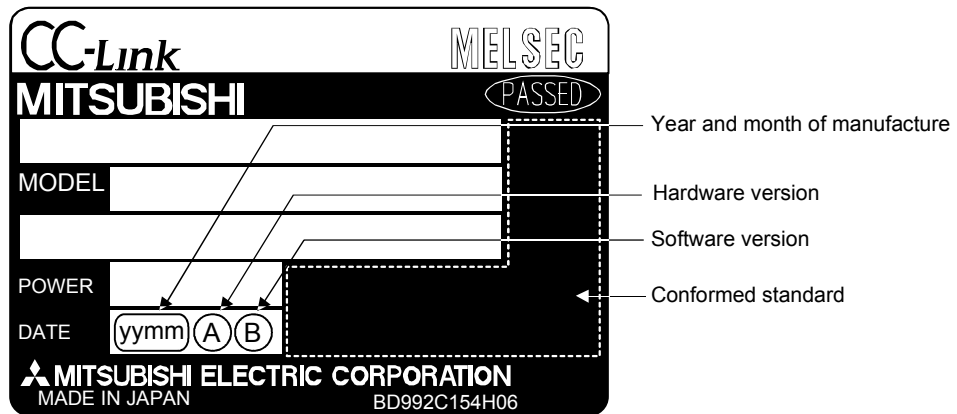 CC-Link MELSEC
MITSUBISHI PASSED
Year and month of manufacture
MODEL
Hardware version
Software version
POWER
Conformed standard
DATE yymm A B
MITSUBISHI ELECTRIC CORPORATION
MADE IN JAPAN BD992C154H06